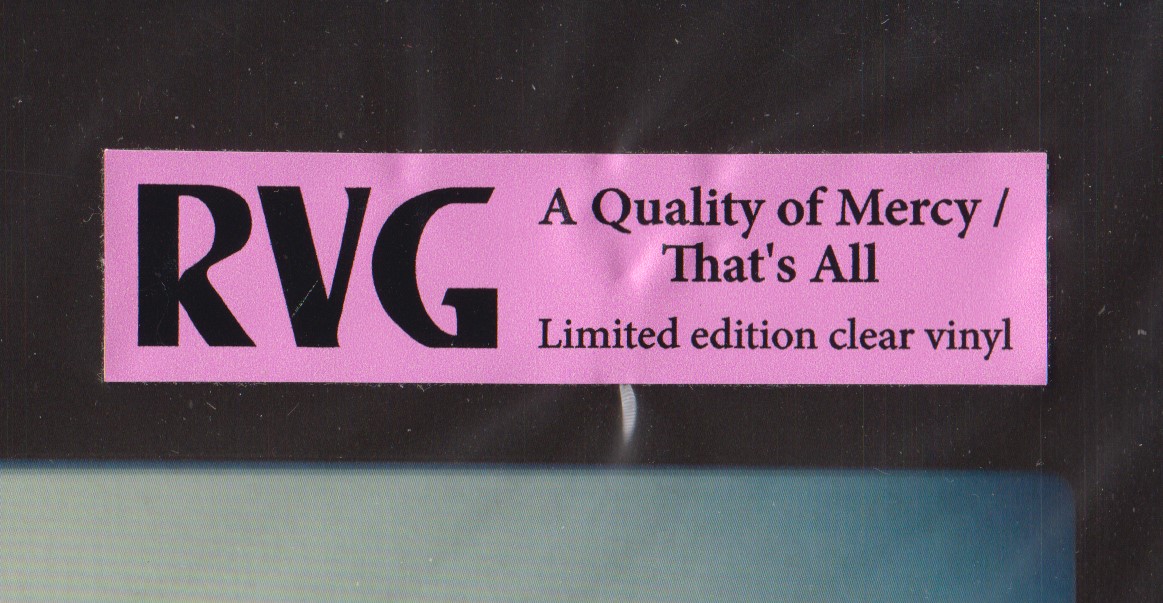 RVG
A Quality of Mercy /
That's All
Limited edition clear vinyl